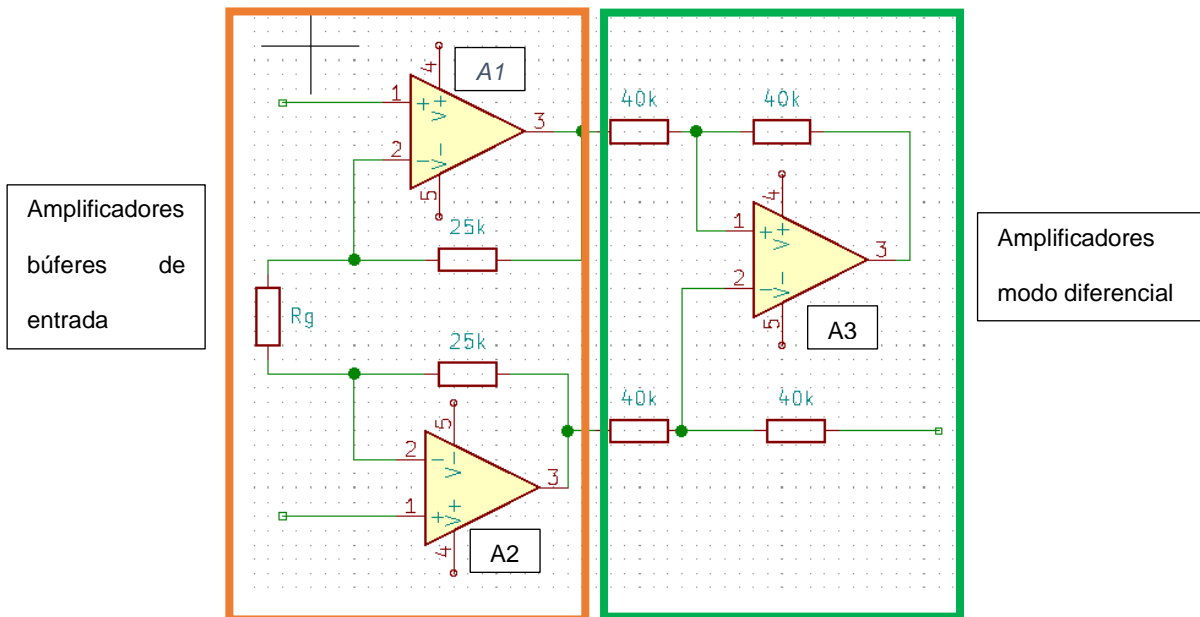 Amplificadores
búferes de
entrada
A1
4
1
+
V+
3
2
V-
5
25k
Rg
25k
5
2
V-
3
1
+
V+
4
A2
40k
40k
4
1
+
V+
3
2
V-
5
A3
40k
40k
Amplificadores
modo diferencial